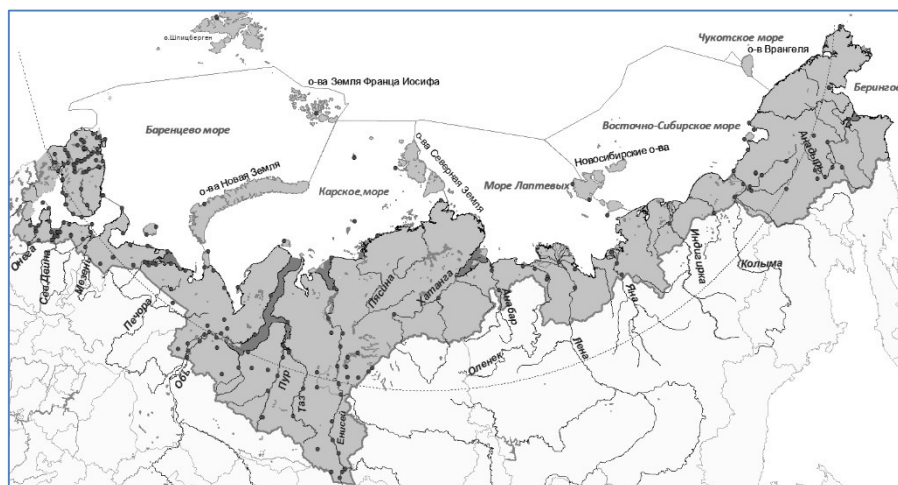 о.Шпицберген
Чукотское море
о-в Врангеля
о-ва Земля Франца Иосифа
Берингов
Баренцево море
Восточно-Сибирское море
Анадырь
о-ва Северная Земля
Новосибирские о-ва
о-ва Новая Земля
Карское море
Море Лаптевых
Онега
Сев.Двина
Мезень
Печора
Пясина
Хатанга
Анабар
Яна
Индигирка
Колыма
Оленек
Лена
Обь
Пур
Таз
Енисей